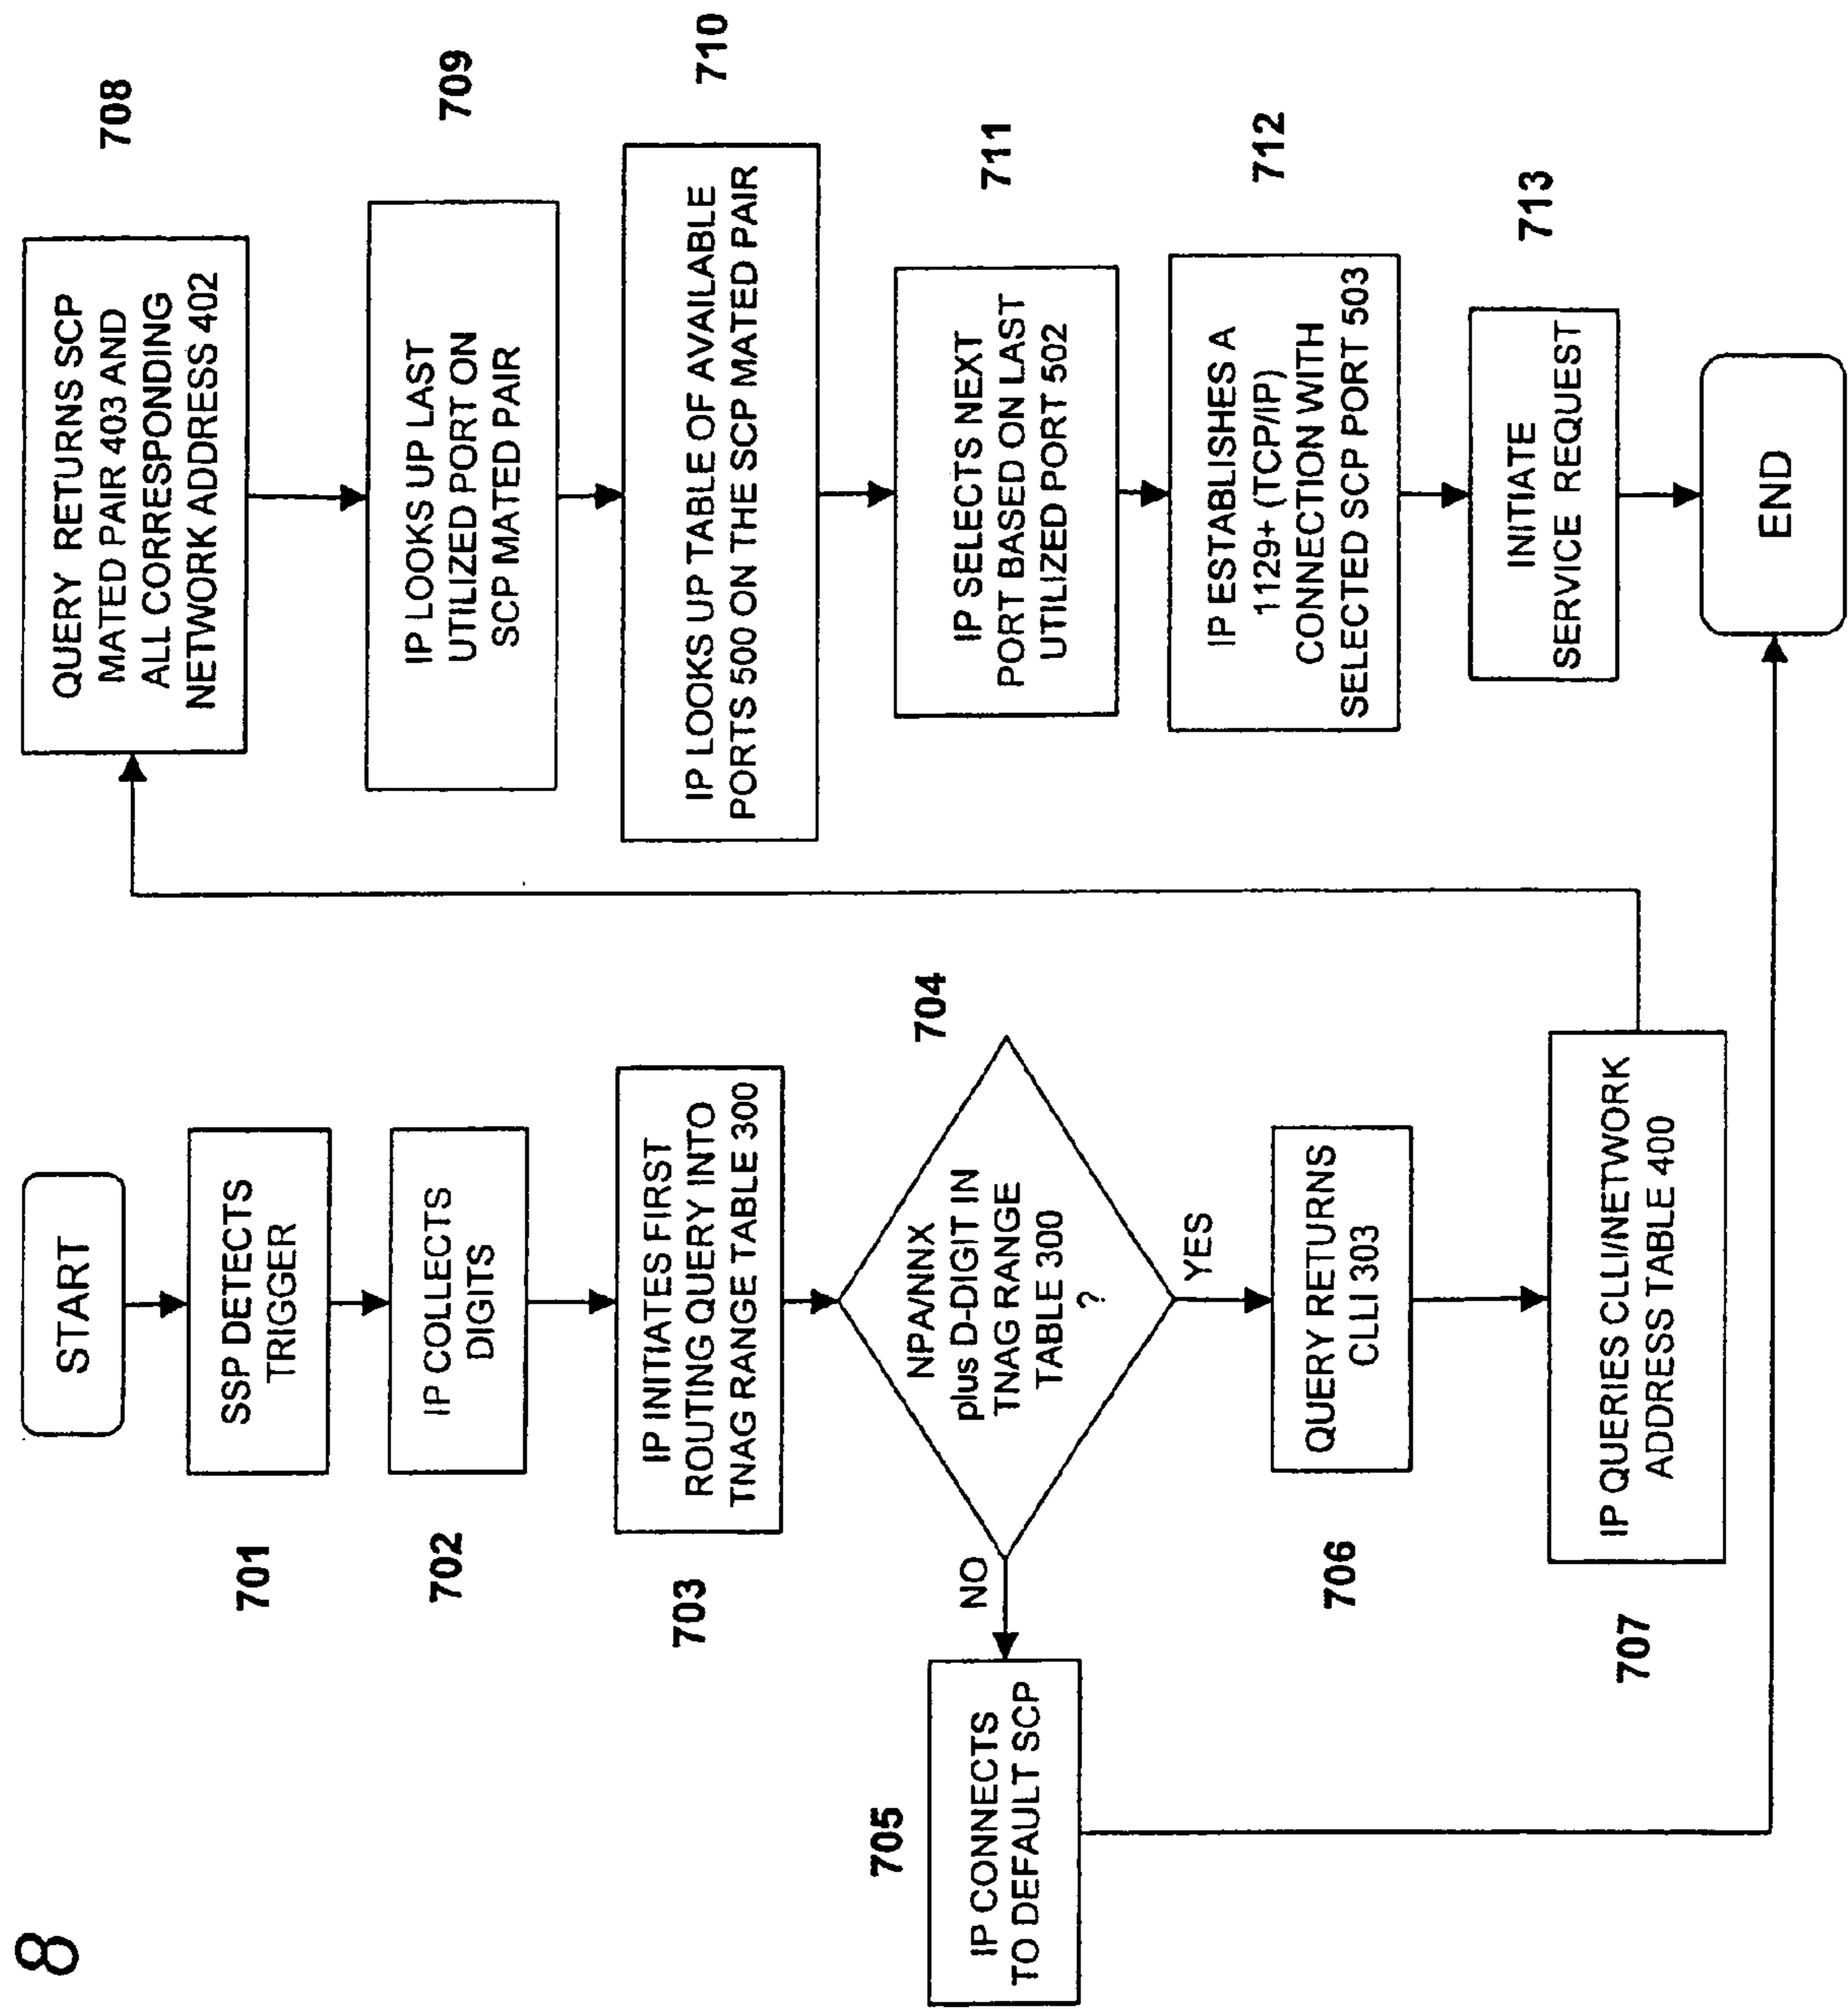 8
START
701
SSP DETECTS
TRIGGER
702
IP COLLECTS
DIGITS
703
IP INITIATES FIRST
ROUTING QUERY INTO
TNAG RANGE TABLE 300
704
NPA/NNX
plus D-DIGIT IN
TNAG RANGE
TABLE 300
?
NO
YES
705
IP CONNECTS
TO DEFAULT SCP
706
QUERY RETURNS
CLLI 303
707
IP QUERIES CLLI/NETWORK
ADDRESS TABLE 400
708
QUERY RETURNS SCP
MATED PAIR 403 AND
ALL CORRESPONDING
NETWORK ADDRESS 402
709
IP LOOKS UP LAST
UTILIZED PORT ON
SCP MATED PAIR
710
IP LOOKS UP TABLE OF AVAILABLE
PORTS 500 ON THE SCP MATED PAIR
711
IP SELECTS NEXT
PORT BASED ON LAST
UTILIZED PORT 502
712
IP ESTABLISHES A
1129+ (TCP/IP)
CONNECTION WITH
SELECTED SCP PORT 503
713
INITIATE
SERVICE REQUEST
END